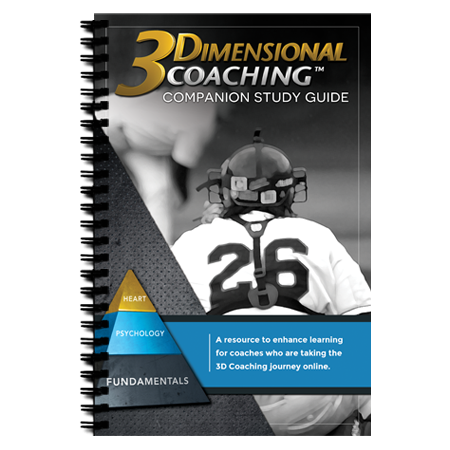 3DIMENSIONAL
COACHING™
COMPANION STUDY GUIDE
26
HEART
PSYCHOLOGY
FUNDAMENTALS
A resource to enhance learning
for coaches who are taking the
3D Coaching journey online.